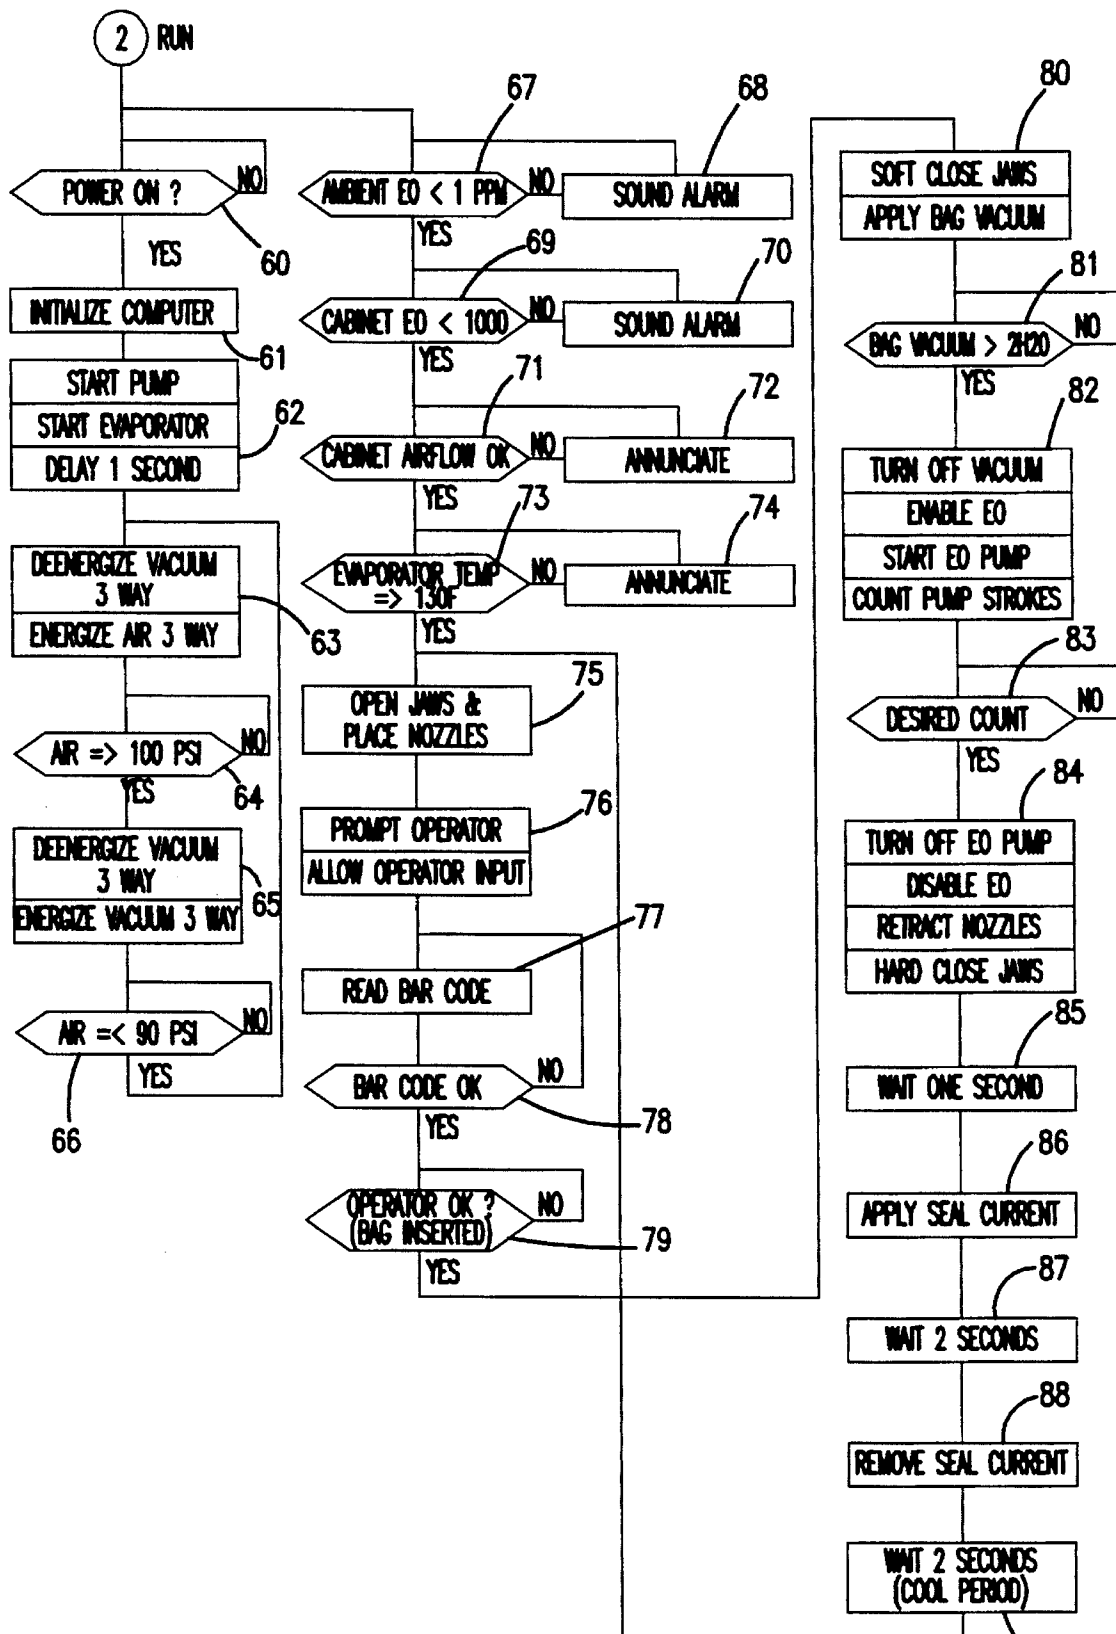 2 RUN
POWER ON ?
NO
60
YES
INITIALIZE COMPUTER
61
START PUMP
START EVAPORATOR
DELAY 1 SECOND
62
DEENERGIZE VACUUM
3 WAY
ENERGIZE AIR 3 WAY
63
AIR => 100 PSI
NO
64
YES
DEENERGIZE VACUUM
3 WAY
ENERGIZE VACUUM 3 WAY
65
AIR =< 90 PSI
NO
YES
66
67
AMBIENT EO < 1 PPM
NO
68
SOUND ALARM
YES
69
CABINET EO < 1000
NO
70
SOUND ALARM
YES
71
CABINET AIRFLOW OK
NO
72
ANNUNCIATE
YES
73
EVAPORATOR TEMP
=> 130F
NO
74
ANNUNCIATE
YES
75
OPEN JAWS &
PLACE NOZZLES
76
PROMPT OPERATOR
ALLOW OPERATOR INPUT
77
READ BAR CODE
BAR CODE OK
NO
78
YES
OPERATOR OK ?
(BAG INSERTED)
NO
79
YES
80
SOFT CLOSE JAWS
APPLY BAG VACUUM
81
BAG VACUUM > 2H20
NO
YES
82
TURN OFF VACUUM
ENABLE EO
START EO PUMP
COUNT PUMP STROKES
83
DESIRED COUNT
NO
YES
84
TURN OFF EO PUMP
DISABLE EO
RETRACT NOZZLES
HARD CLOSE JAWS
85
WAIT ONE SECOND
86
APPLY SEAL CURRENT
87
WAIT 2 SECONDS
88
REMOVE SEAL CURRENT
WAIT 2 SECONDS
(COOL PERIOD)